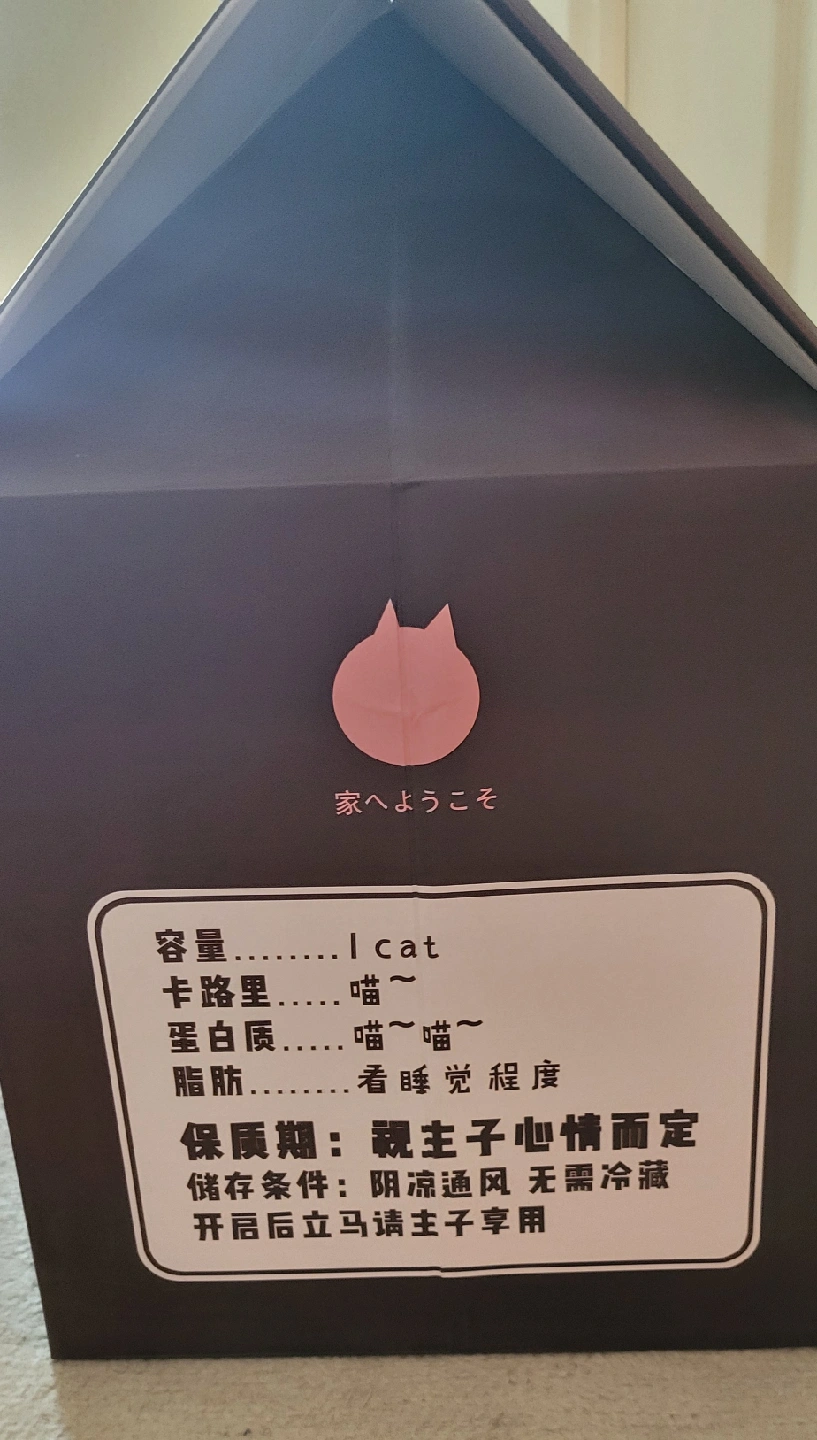 家へようこそ
容量........1 cat
卡路里.....喵~
蛋白质.....喵~喵~
脂肪........看睡觉程度
保质期：视主子心情而定
储存条件：阴凉通风 无需冷藏
开启后立马请主子享用